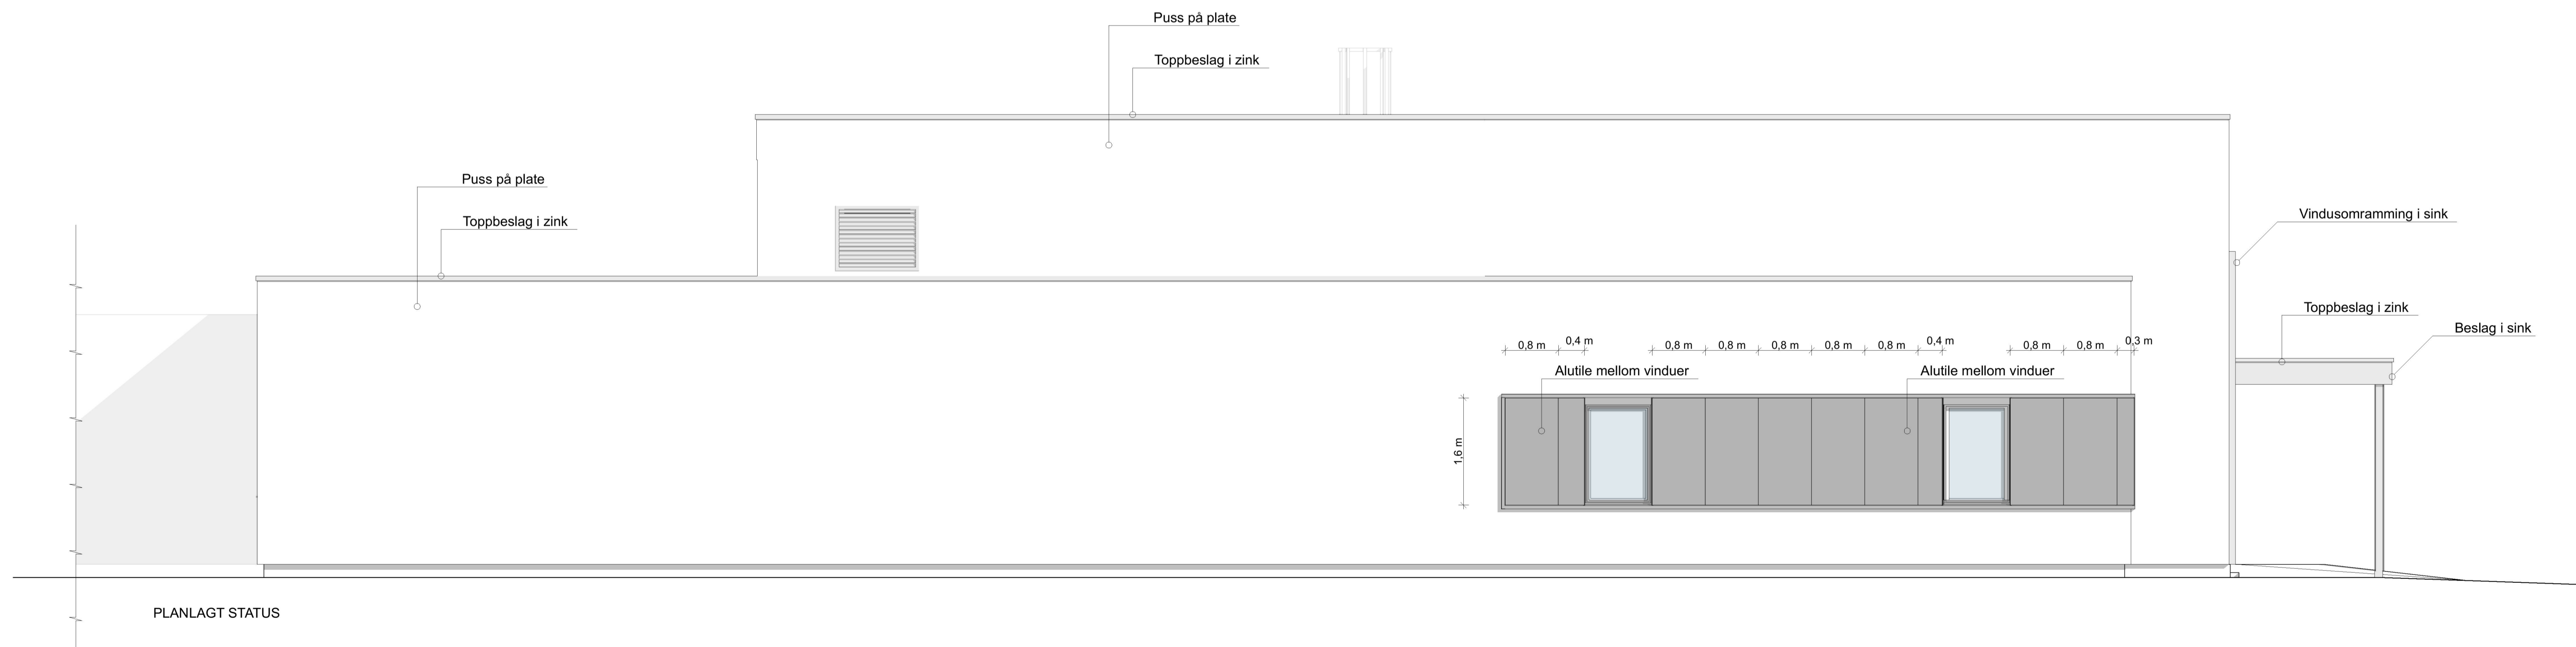 Puss på plate
Toppbeslag i zink
Puss på plate
Toppbeslag i zink
Vindusomramming i sink
Toppbeslag i zink
Beslag i sink
0,8 m
0,4 m
0,8 m
0,8 m
0,8 m
0,8 m
0,8 m
0,4 m
0,8 m
0,8 m
0,3 m
Alutile mellom vinduer
Alutile mellom vinduer
1,6 m
PLANLAGT STATUS